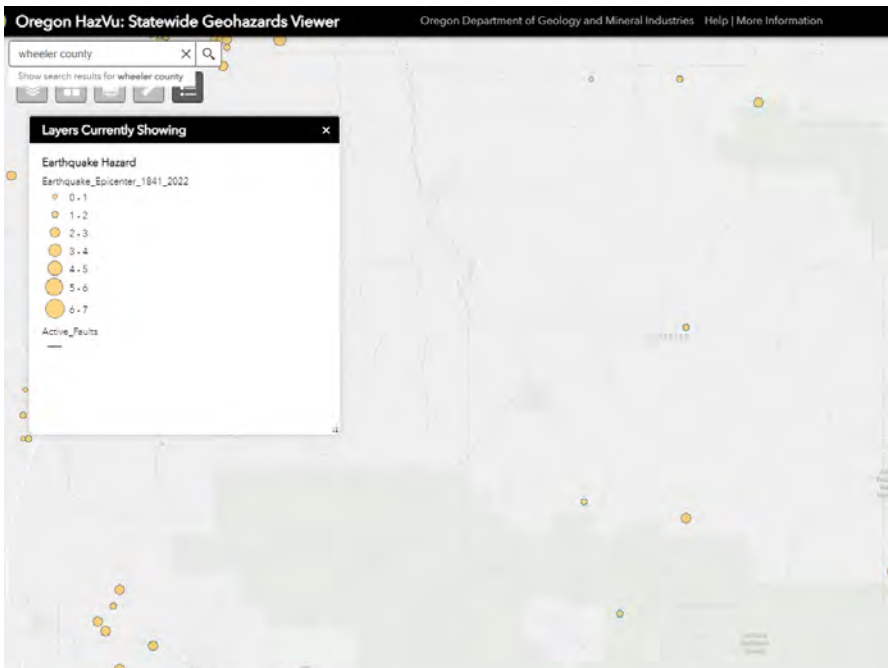 Oregon HazVu: Statewide Geohazards Viewer
Oregon Department of Geology and Mineral Industries Help | More Information
wheeler county
Show search results for wheeler county
Layers Currently Showing
Earthquake Hazard
Earthquake_Epicenter_1841_2022
0 - 1
1 - 2
2 - 3
3 - 4
4 - 5
5 - 6
6 - 7
Active_Faults